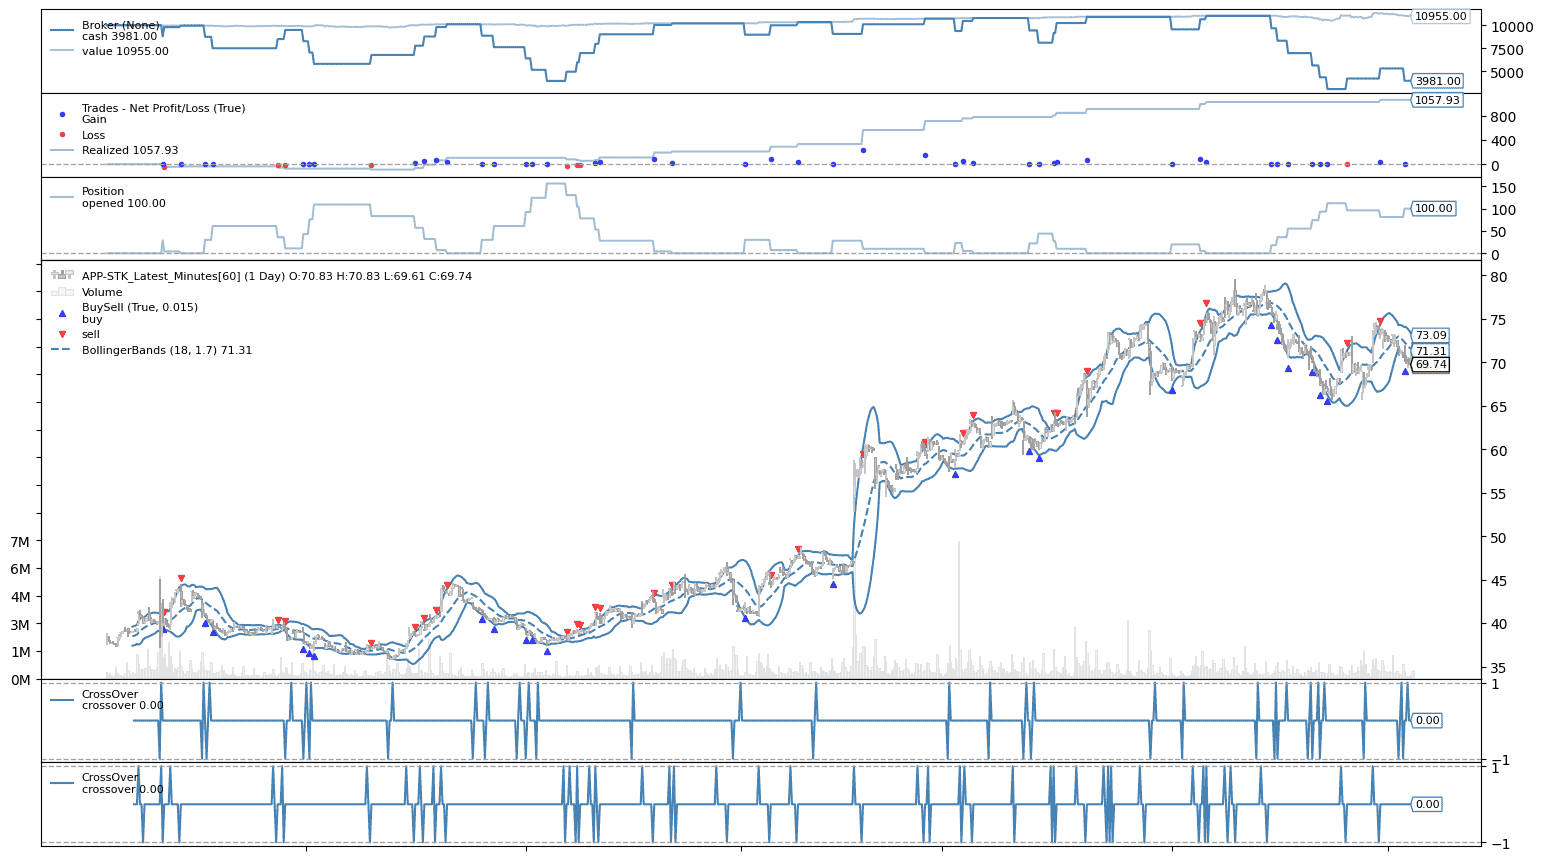 Broker (None)
cash 3981.00
value 10955.00
10955.00
10000
7500
5000
3981.00
Trades - Net Profit/Loss (True)
Gain
Loss
Realized 1057.93
1057.93
800
400
0
Position
opened 100.00
150
100
50
0
100.00
APP-STK_Latest_Minutes[60] (1 Day) O:70.83 H:70.83 L:69.61 C:69.74
Volume
BuySell (True, 0.015)
buy
sell
BollingerBands (18, 1.7) 71.31
80
75
73.09
71.31
70
69.74
65
60
55
50
45
40
35
7M
6M
4M
3M
1M
0M
CrossOver
crossover 0.00
1
0.00
−1
CrossOver
crossover 0.00
1
0.00
−1